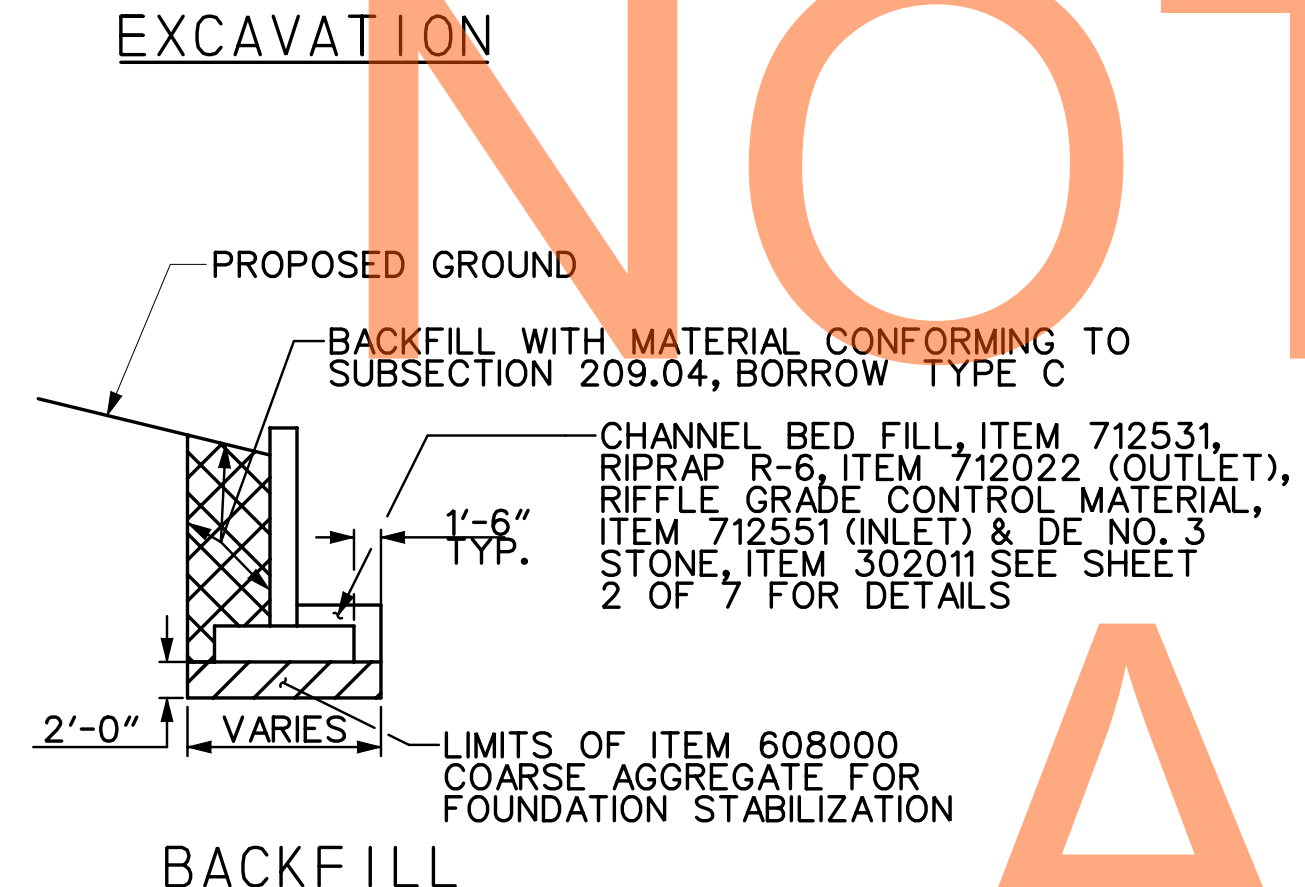 EXCAVATION
NOT
PROPOSED GROUND
BACKFILL WITH MATERIAL CONFORMING TO
SUBSECTION 209.04, BORROW TYPE C
CHANNEL BED FILL, ITEM 712531,
RIPRAP R-6, ITEM 712022 (OUTLET),
RIFFLE GRADE CONTROL MATERIAL,
ITEM 712551 (INLET) & DE NO. 3
STONE, ITEM 302011 SEE SHEET
2 OF 7 FOR DETAILS
1'-6"
TYP.
2'-0"
VARIES
LIMITS OF ITEM 608000
COARSE AGGREGATE FOR
FOUNDATION STABILIZATION
A
BACKFILL